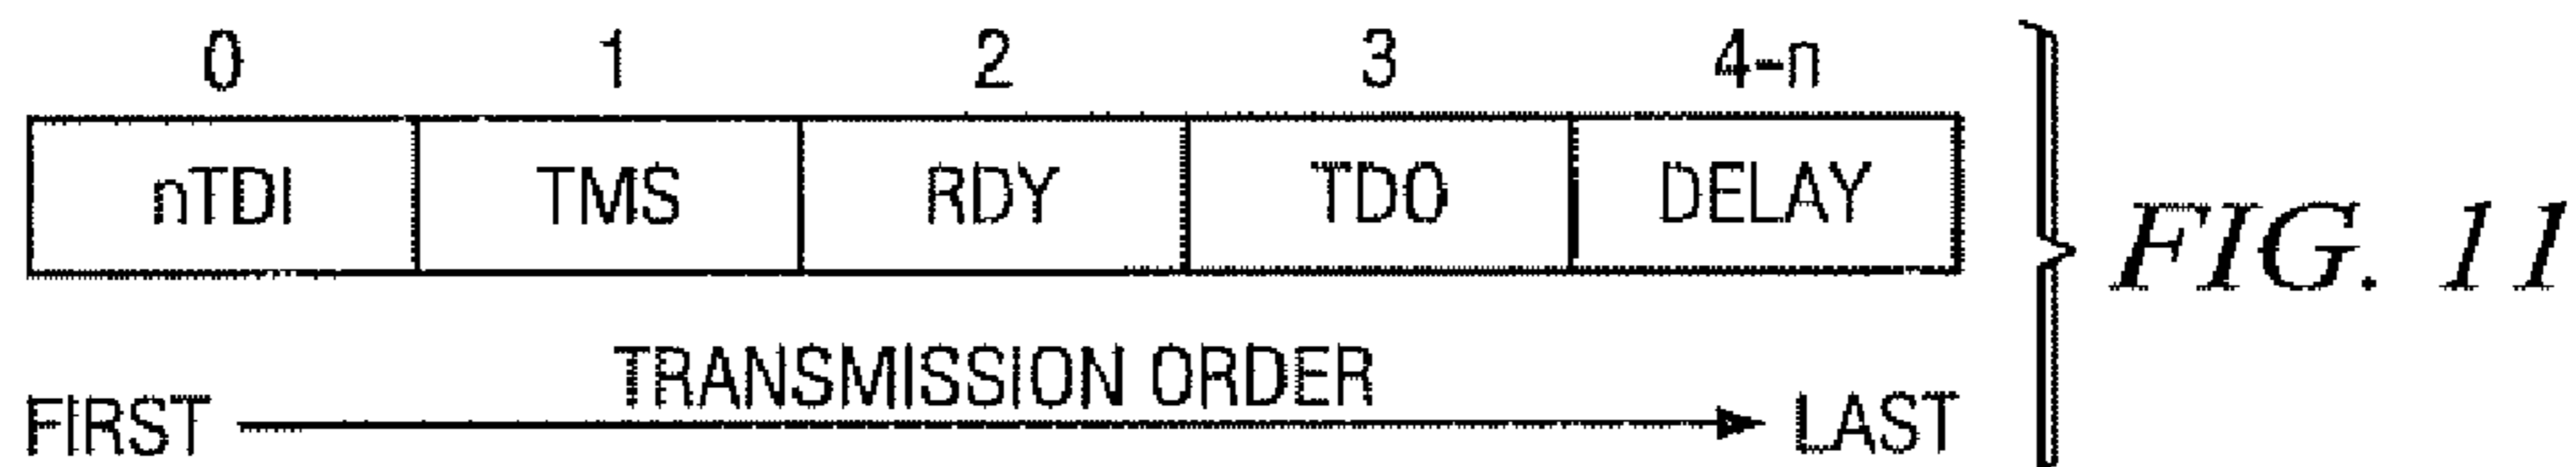 0 1 2 3 4-n
nTDI TMS RDY TDO DELAY
FIG. 11
TRANSMISSION ORDER
FIRST LAST